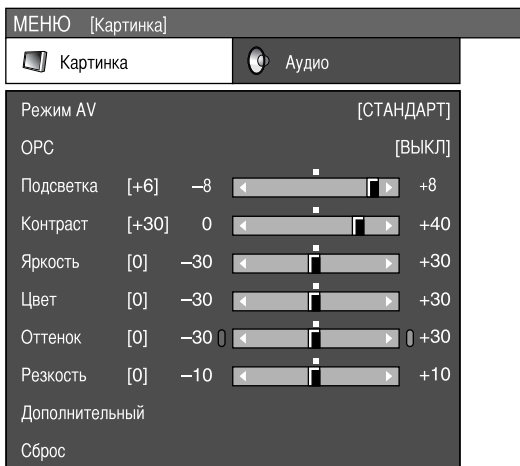 МЕНЮ [Картинка]
Картинка Аудио
Режим AV [СТАНДАРТ]
OPC [ВЫКЛ]
Подсветка [+6] –8 +8
Контраст [+30] 0 +40
Яркость [0] –30 +30
Цвет [0] –30 +30
Оттенок [0] –30 +30
Резкость [0] –10 +10
Дополнительный
Сброс